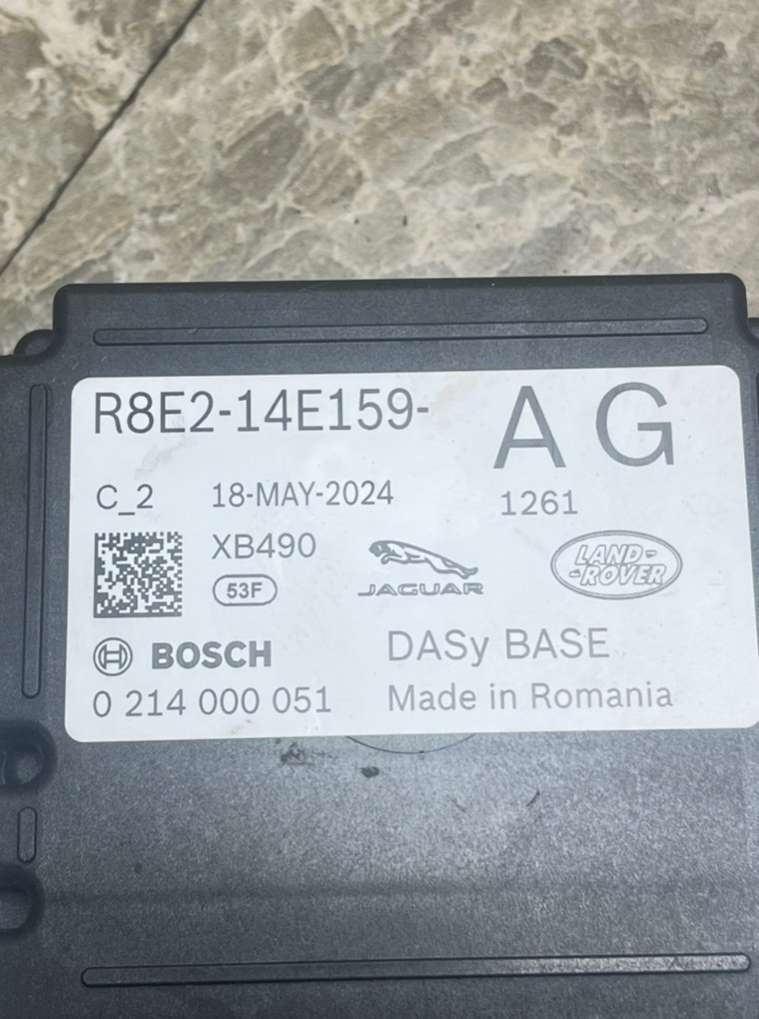 R8E2-14E159- AG
C_2 18-MAY-2024 1261
XB490
53F
JAGUAR
LAND-
-ROVER
BOSCH DASy BASE
0 214 000 051 Made in Romania